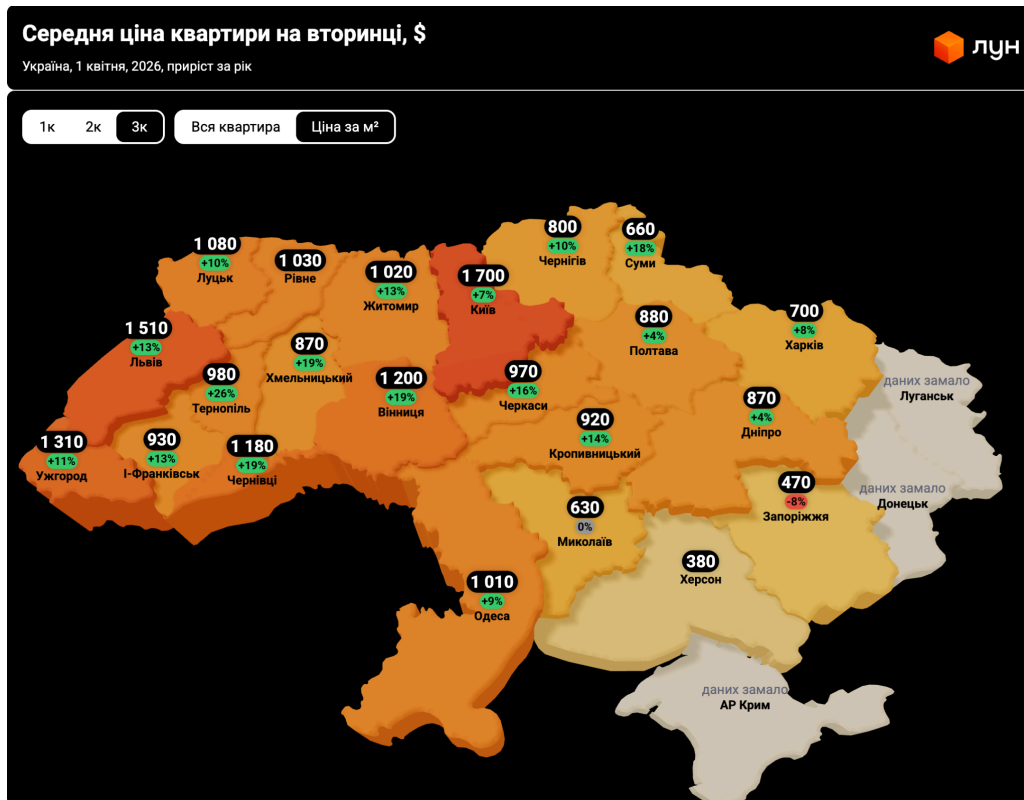 Середня ціна квартири на вторинці, $
Україна, 1 квітня, 2026, приріст за рік
лун
1к 2к 3к Вся квартира Ціна за м²
800
+10%
Чернігів
660
+18%
Суми
1 080
+10%
Луцьк
1 030
Рівне
1 020
+13%
Житомир
1 700
+7%
Київ
1 510
+13%
Львів
870
+19%
Хмельницький
880
+4%
Полтава
700
+8%
Харків
980
+26%
Тернопіль
1 200
+19%
Вінниця
970
+16%
Черкаси
даних замало
Луганськ
1 310
+11%
Ужгород
930
+13%
І-Франківськ
1 180
+19%
Чернівці
920
+14%
Кропивницький
870
+4%
Дніпро
630
0%
Миколаїв
470
-8%
Запоріжжя
даних замало
Донецьк
1 010
+9%
Одеса
380
Херсон
даних замало
АР Крим